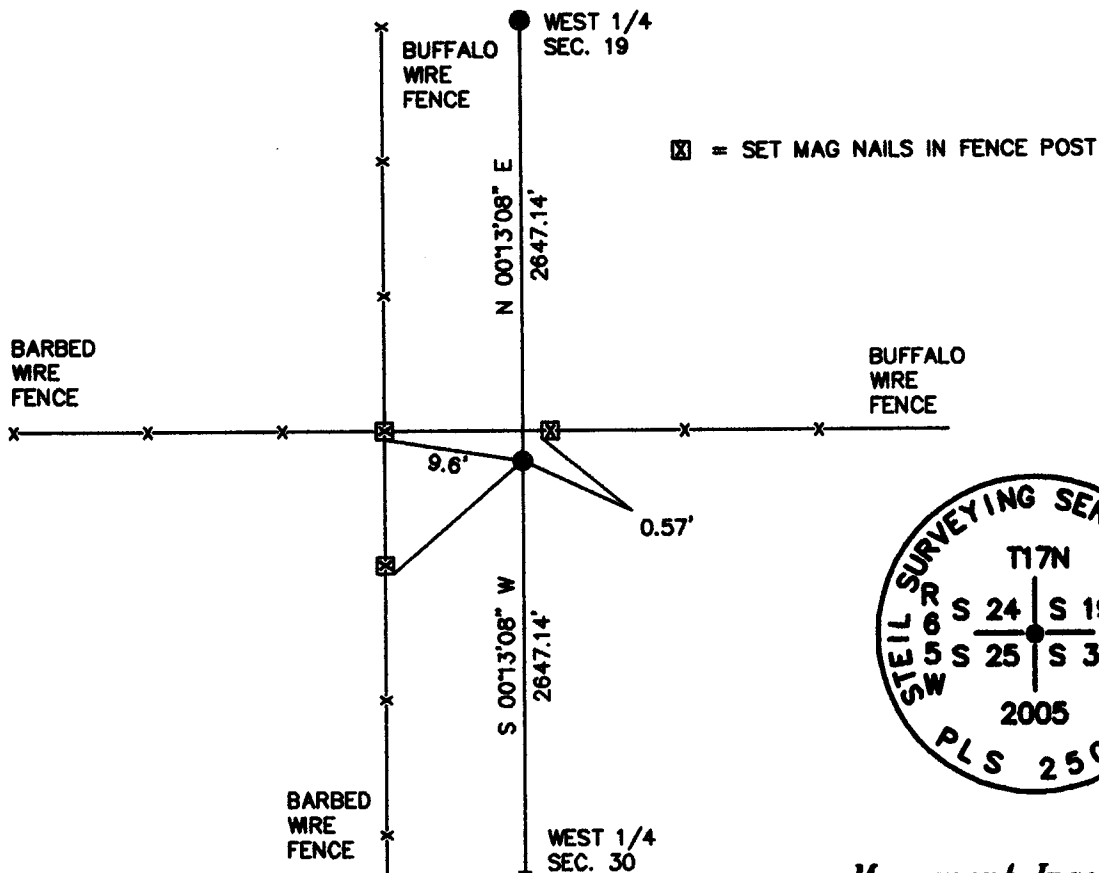 WEST 1/4
SEC. 19
BUFFALO
WIRE
FENCE
☒ = SET MAG NAILS IN FENCE POST
N 00°13'08" E
2647.14'
BARBED
WIRE
FENCE
BUFFALO
WIRE
FENCE
9.6'
0.57'
S 00°13'08" W
2647.14'
STEIL SURVEYING
T17N
R65W
S 24
S 25
2005
PLS
BARBED
WIRE
FENCE
WEST 1/4
SEC. 30